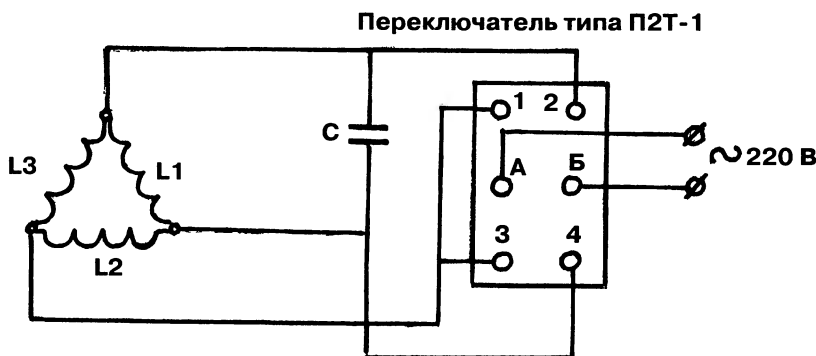 Переключатель типа П2Т-1
1 2
С
L3 L1
А Б
~ 220 В
3 4
L2